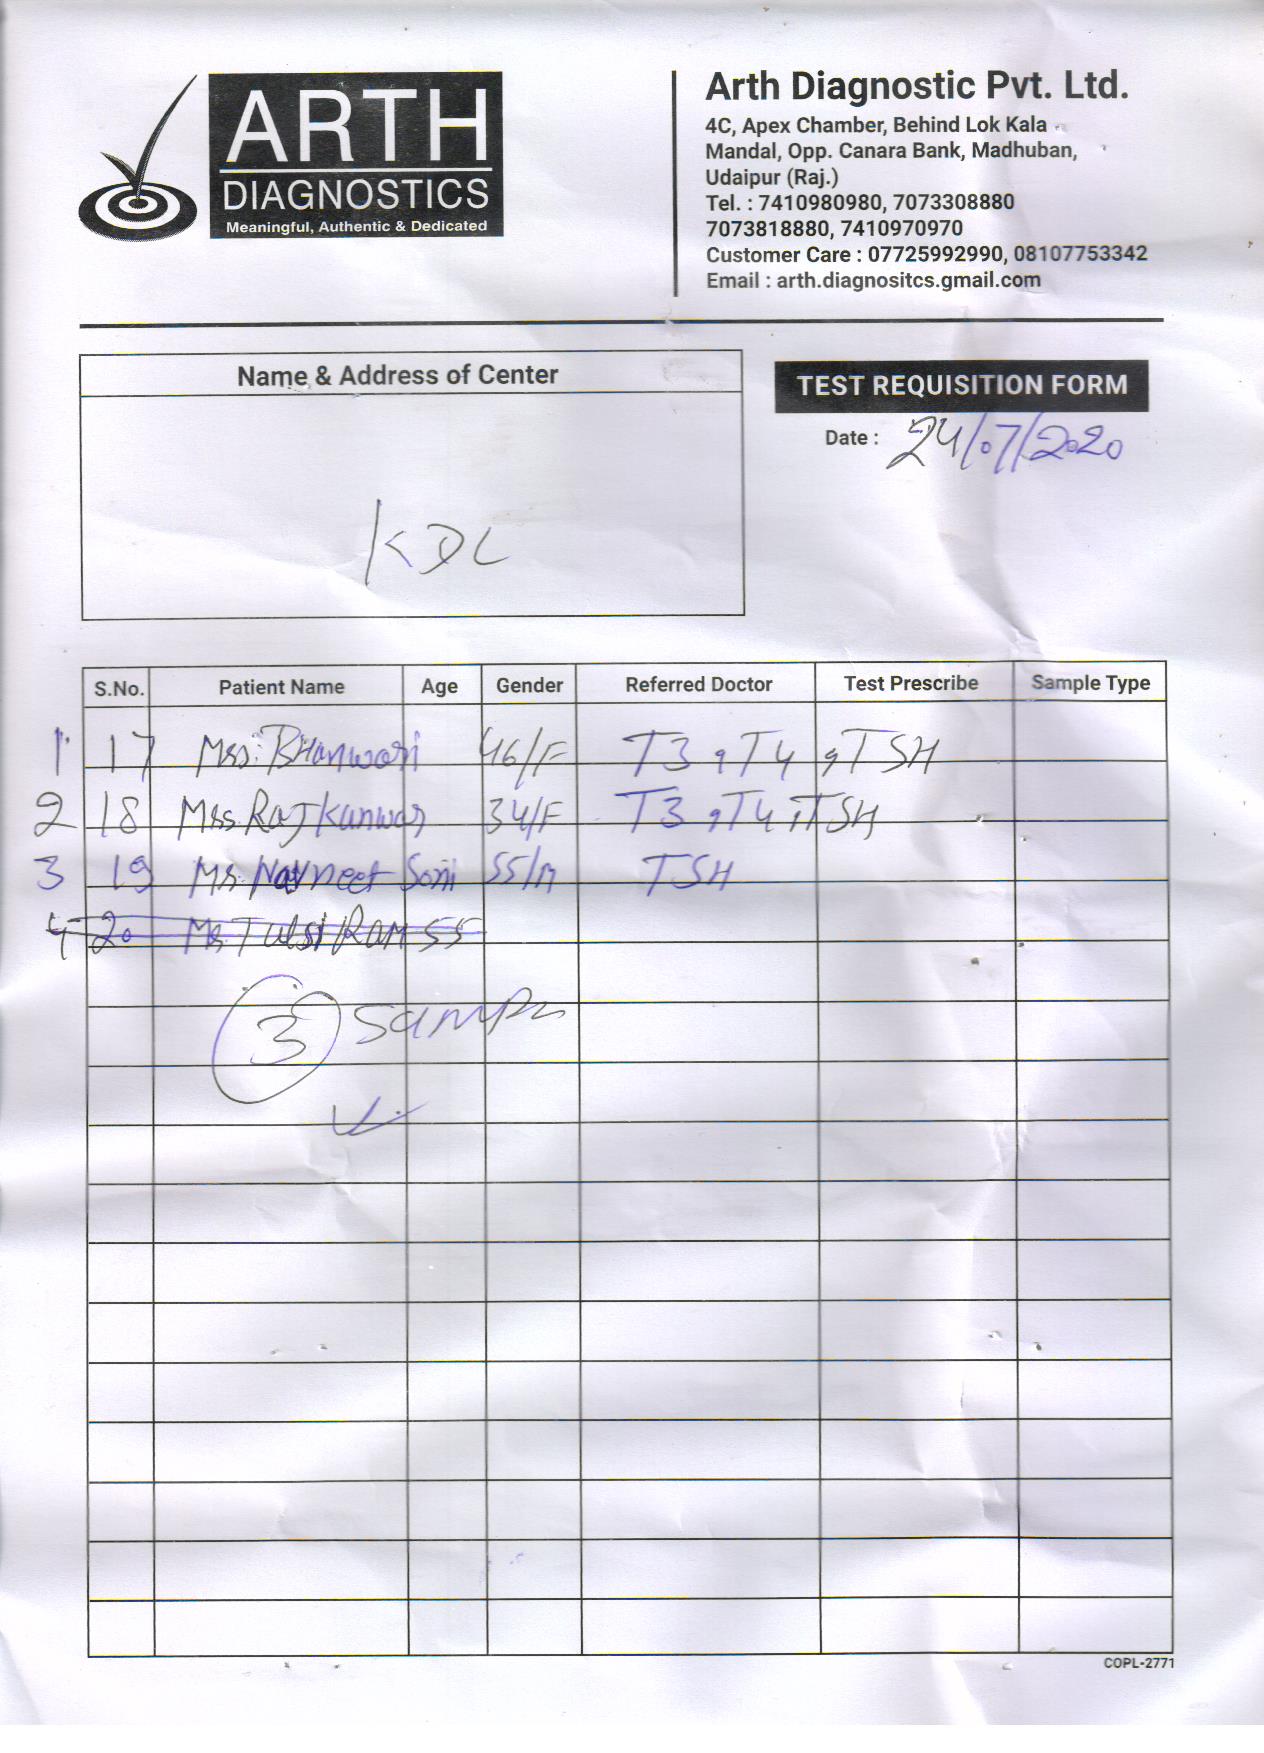 ARTH
DIAGNOSTICS
Meaningful, Authentic & Dedicated
Arth Diagnostic Pvt. Ltd.
4C, Apex Chamber, Behind Lok Kala
Mandal, Opp. Canara Bank, Madhuban,
Udaipur (Raj.)
Tel. : 7410980980, 7073308880
7073818880, 7410970970
Customer Care : 07725992990, 08107753342
Email : arth.diagnositcs.gmail.com
Name & Address of Center
KDL
TEST REQUISITION FORM
Date : 24/07/2020
S.No. Patient Name Age Gender Referred Doctor Test Prescribe Sample Type
1 17 Mrs. Bhanwari 46/F T3, T4, TSH
2 18 Mrs. Rajkunwar 34/F T3, T4, TSH
3 19 Mr. Navneet Soni 55/M TSH
4 20 Mr. Tulsi Ram 55
3 Sample
COPL-2771